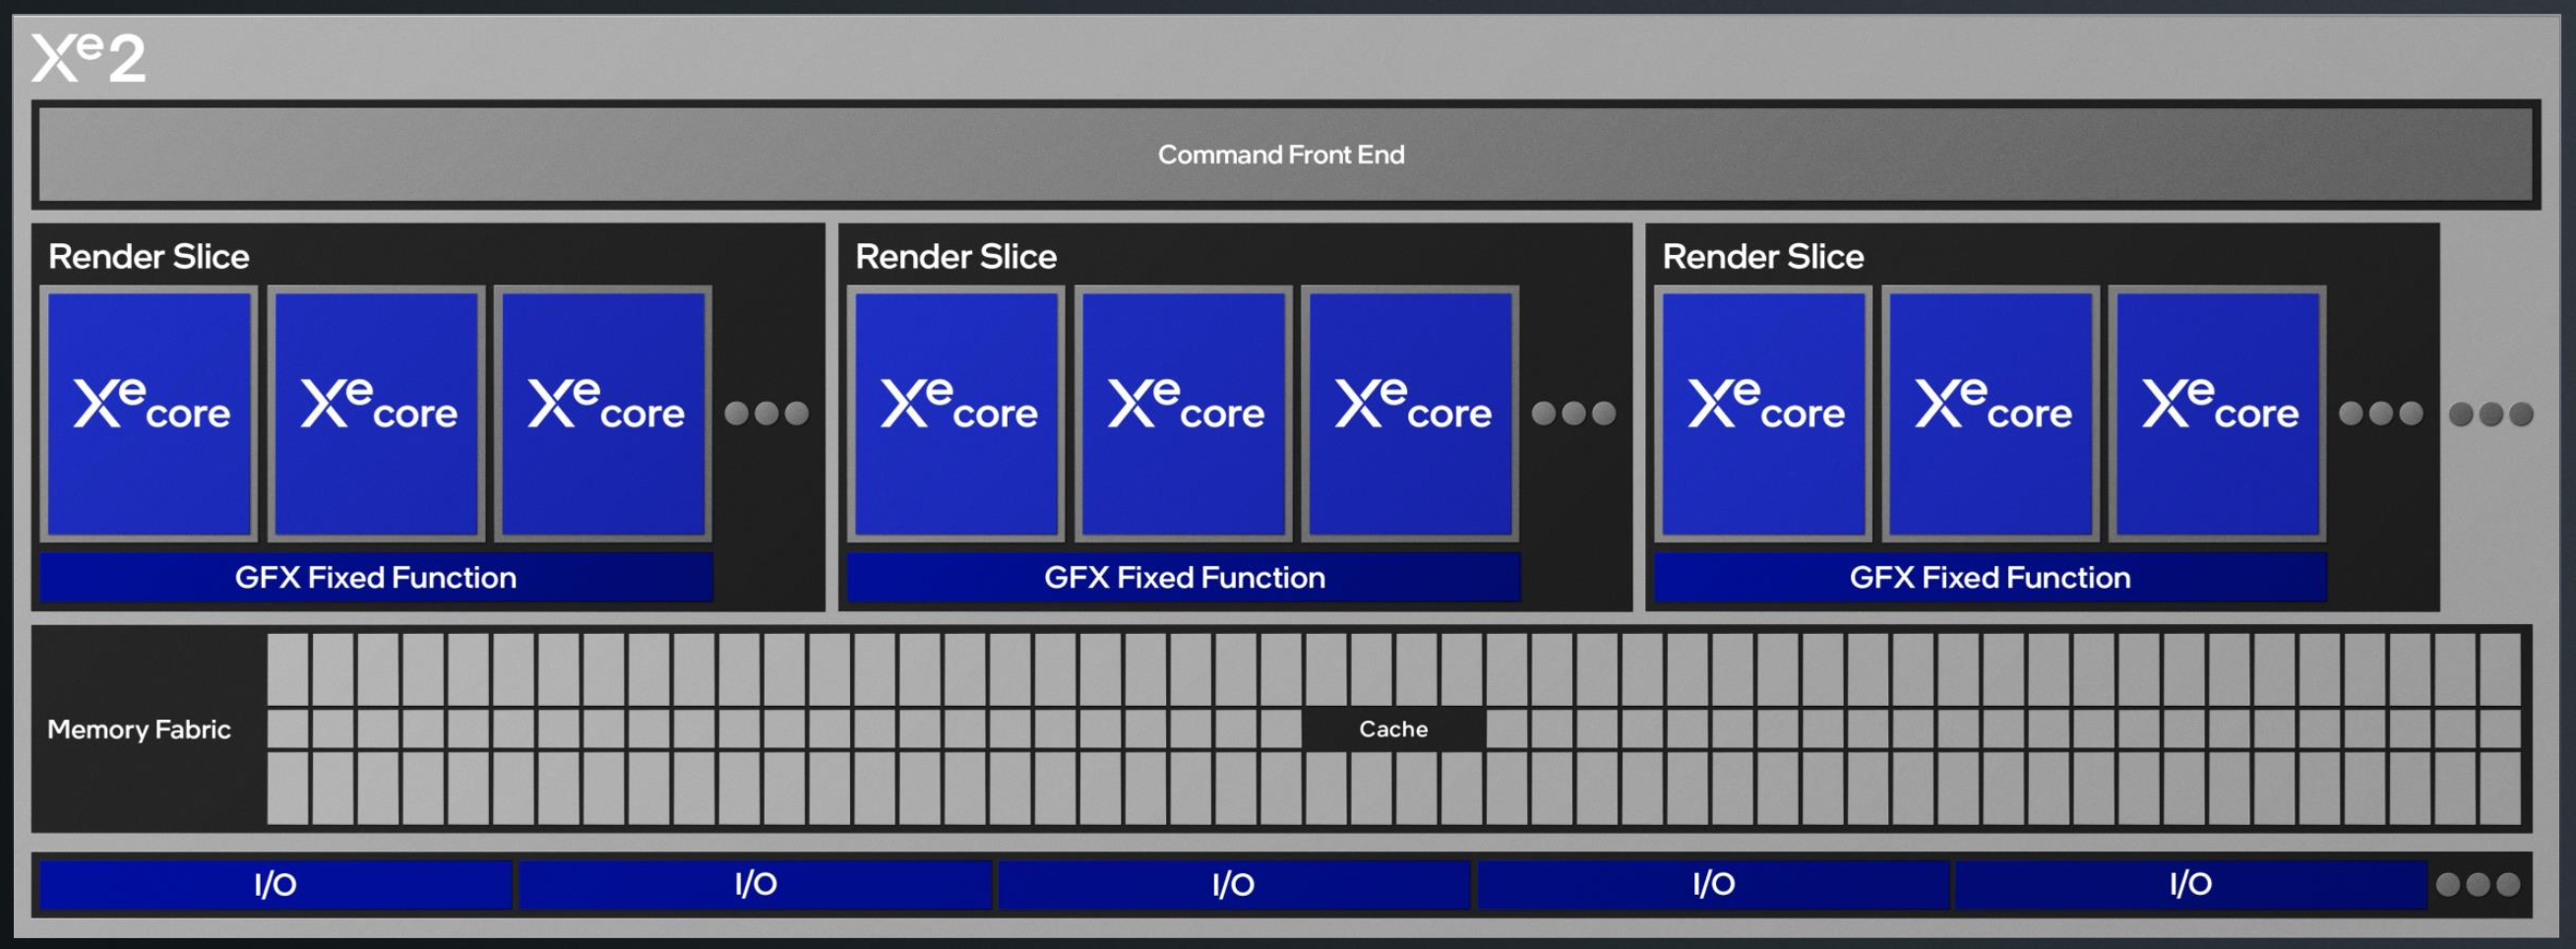 Xe2
Command Front End
Render Slice
Xe core
Xe core
Xe core
GFX Fixed Function
Render Slice
Xe core
Xe core
Xe core
GFX Fixed Function
Render Slice
Xe core
Xe core
Xe core
GFX Fixed Function
Memory Fabric
Cache
I/O
I/O
I/O
I/O
I/O